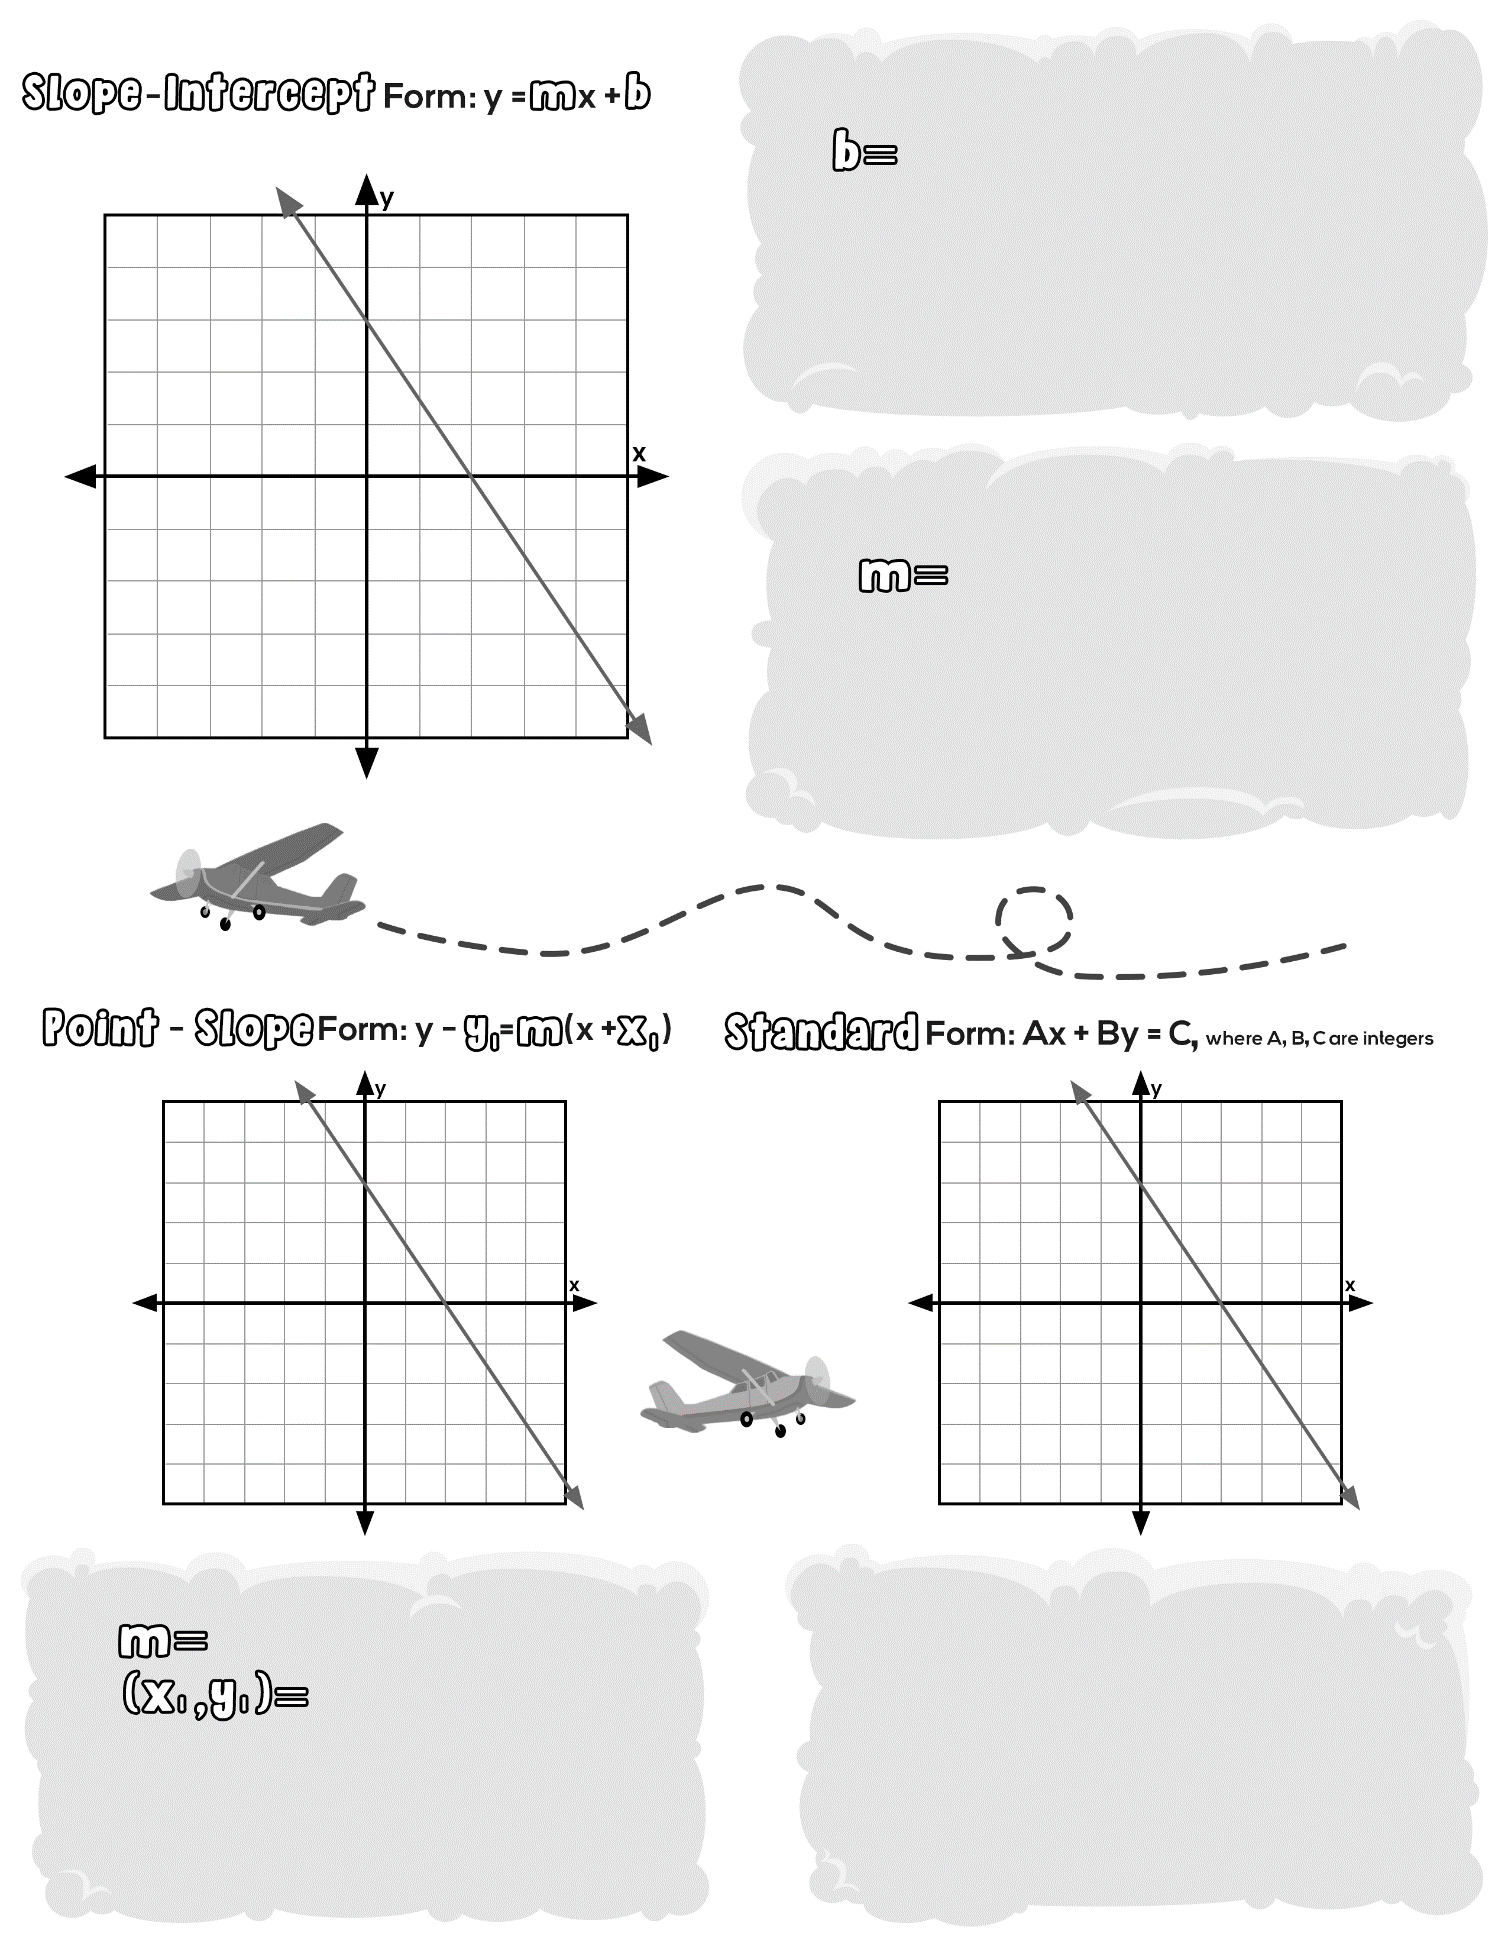 Slope-Intercept Form: y = mx + b
b=
y
x
m=
Point - Slope Form: y - y₁=m(x +x₁)
Standard Form: Ax + By = C, where A, B, C are integers
y
x
y
x
m=
(x₁,y₁)=